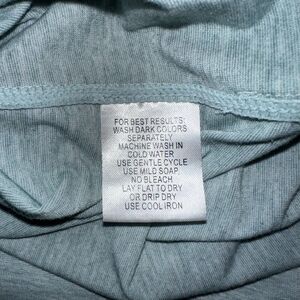 FOR BEST RESULTS:
WASH DARK COLORS
SEPARATELY
MACHINE WASH IN
COLD WATER
USE GENTLE CYCLE
USE MILD SOAP,
NO BLEACH
LAY FLAT TO DRY
OR DRIP DRY
USE COOL IRON